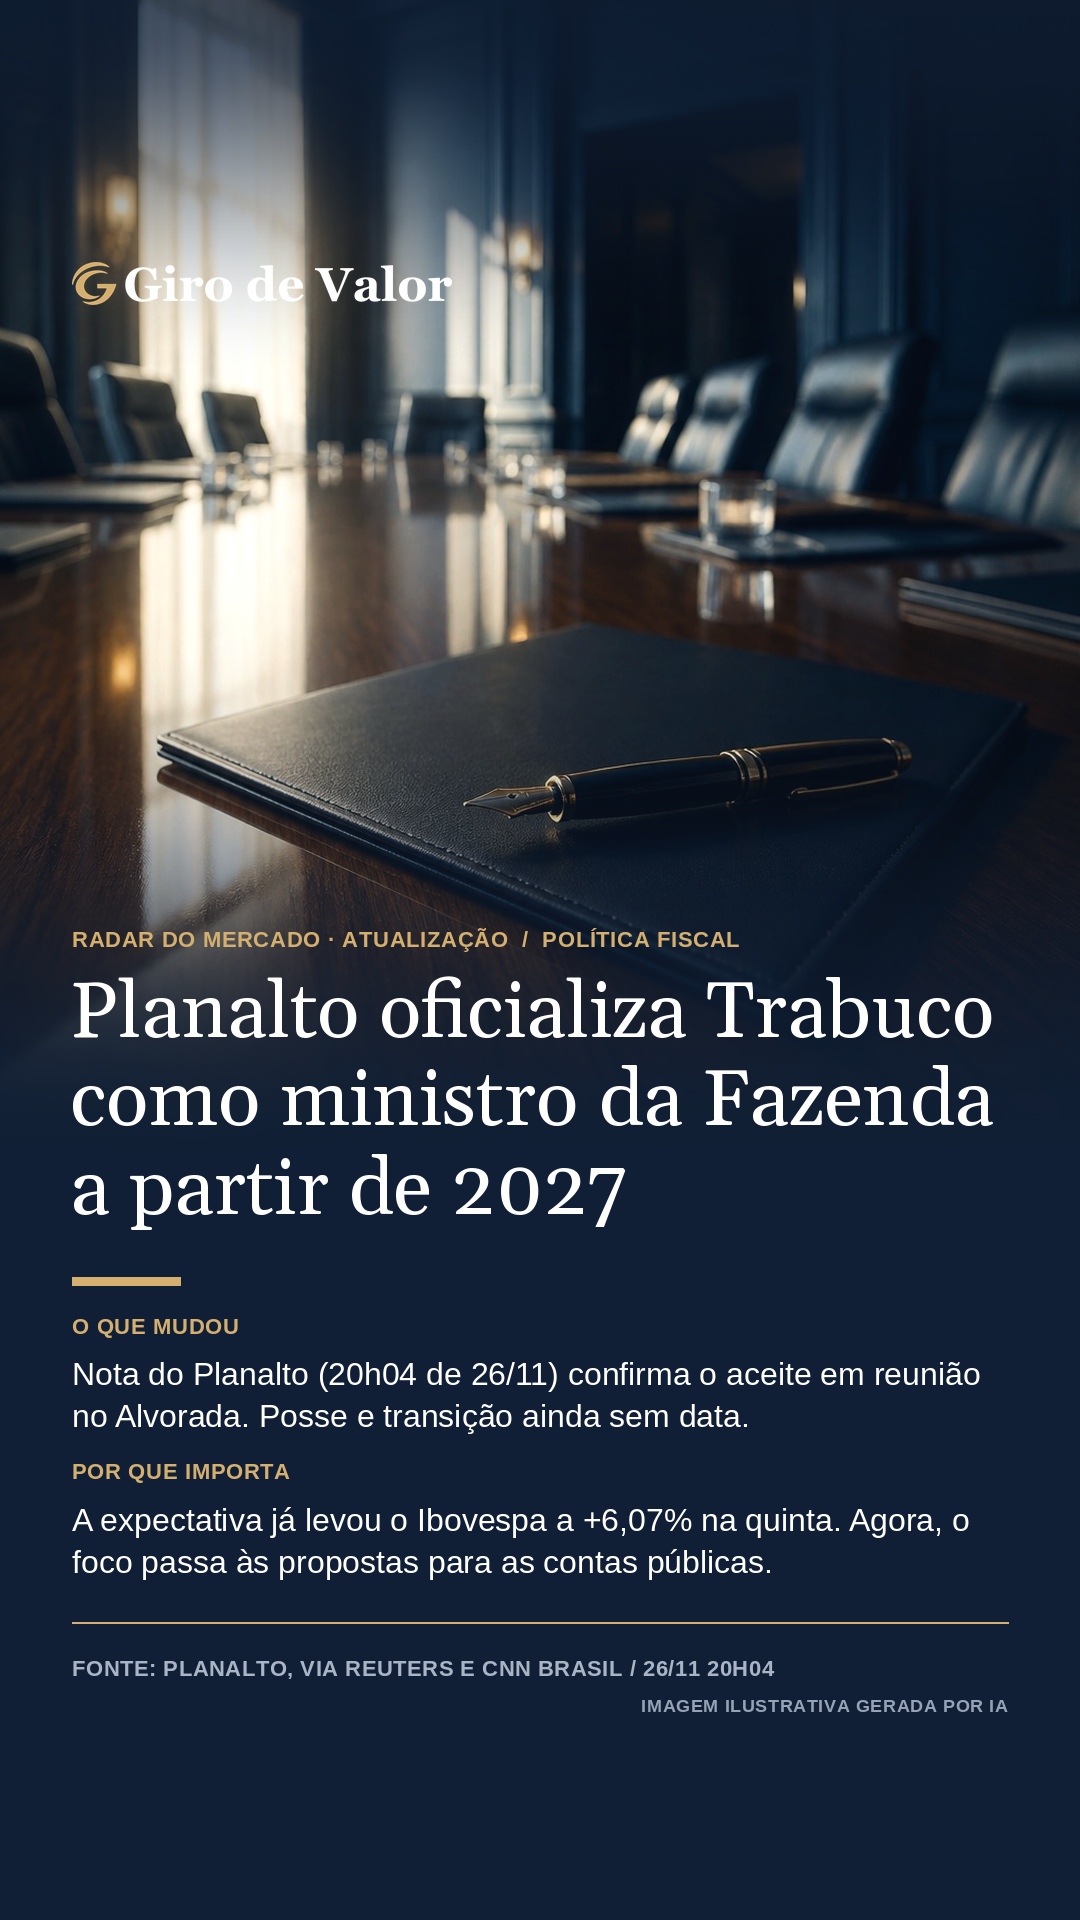 Giro de Valor
RADAR DO MERCADO · ATUALIZAÇÃO / POLÍTICA FISCAL
Planalto oficializa Trabuco
como ministro da Fazenda
a partir de 2027
O QUE MUDOU
Nota do Planalto (20h04 de 26/11) confirma o aceite em reunião
no Alvorada. Posse e transição ainda sem data.
POR QUE IMPORTA
A expectativa já levou o Ibovespa a +6,07% na quinta. Agora, o
foco passa às propostas para as contas públicas.
FONTE: PLANALTO, VIA REUTERS E CNN BRASIL / 26/11 20H04
IMAGEM ILUSTRATIVA GERADA POR IA